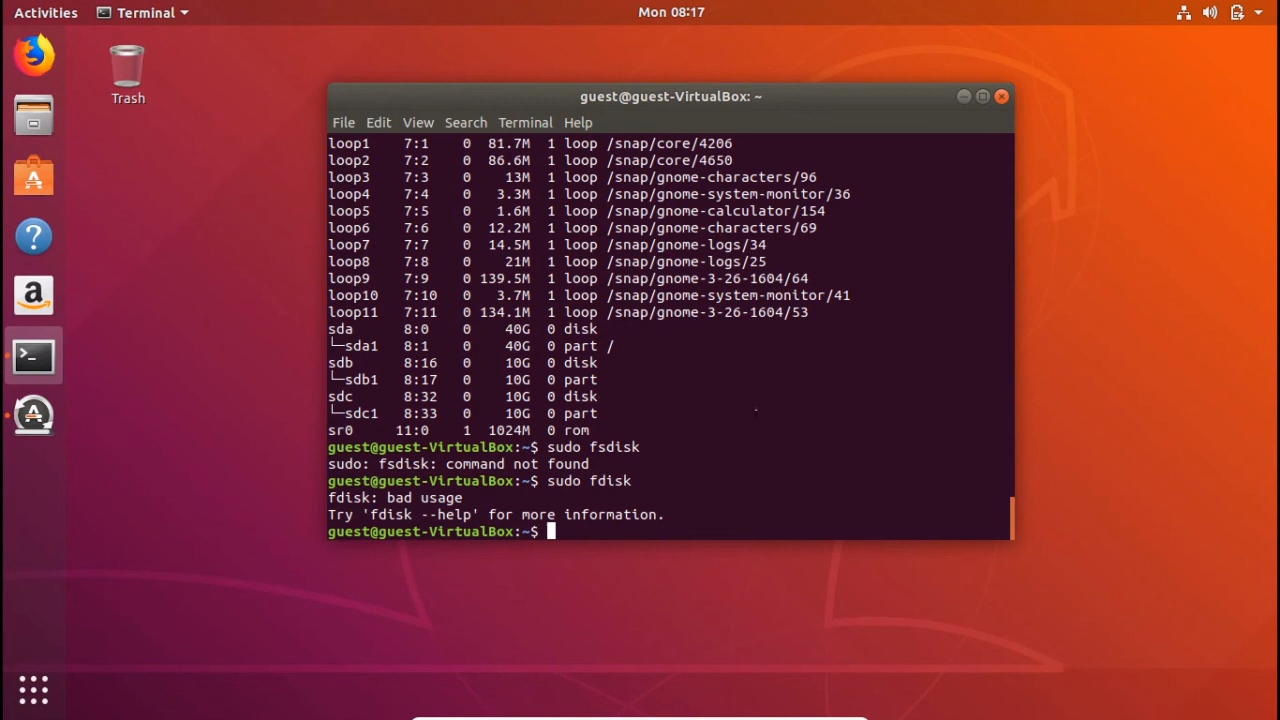 Activities Terminal Mon 08:17
Trash
guest@guest-VirtualBox: ~
File Edit View Search Terminal Help
loop1    7:1    0  81.7M  1 loop /snap/core/4206
loop2    7:2    0  86.6M  1 loop /snap/core/4650
loop3    7:3    0    13M  1 loop /snap/gnome-characters/96
loop4    7:4    0   3.3M  1 loop /snap/gnome-system-monitor/36
loop5    7:5    0   1.6M  1 loop /snap/gnome-calculator/154
loop6    7:6    0  12.2M  1 loop /snap/gnome-characters/69
loop7    7:7    0  14.5M  1 loop /snap/gnome-logs/34
loop8    7:8    0    21M  1 loop /snap/gnome-logs/25
loop9    7:9    0 139.5M  1 loop /snap/gnome-3-26-1604/64
loop10   7:10   0   3.7M  1 loop /snap/gnome-system-monitor/41
loop11   7:11   0 134.1M  1 loop /snap/gnome-3-26-1604/53
sda      8:0    0    40G  0 disk
└─sda1   8:1    0    40G  0 part /
sdb      8:16   0    10G  0 disk
└─sdb1   8:17   0    10G  0 part
sdc      8:32   0    10G  0 disk
└─sdc1   8:33   0    10G  0 part
sr0     11:0    1  1024M  0 rom
guest@guest-VirtualBox:~$ sudo fsdisk
sudo: fsdisk: command not found
guest@guest-VirtualBox:~$ sudo fdisk
fdisk: bad usage
Try 'fdisk --help' for more information.
guest@guest-VirtualBox:~$